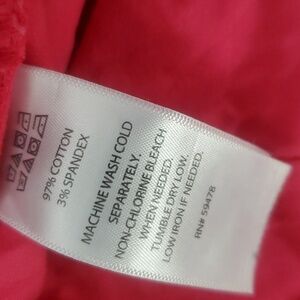 97% COTTON
3% SPANDEX
MACHINE WASH COLD
SEPARATELY.
NON-CHLORINE BLEACH
WHEN NEEDED.
TUMBLE DRY LOW.
LOW IRON IF NEEDED.
RN# 59478